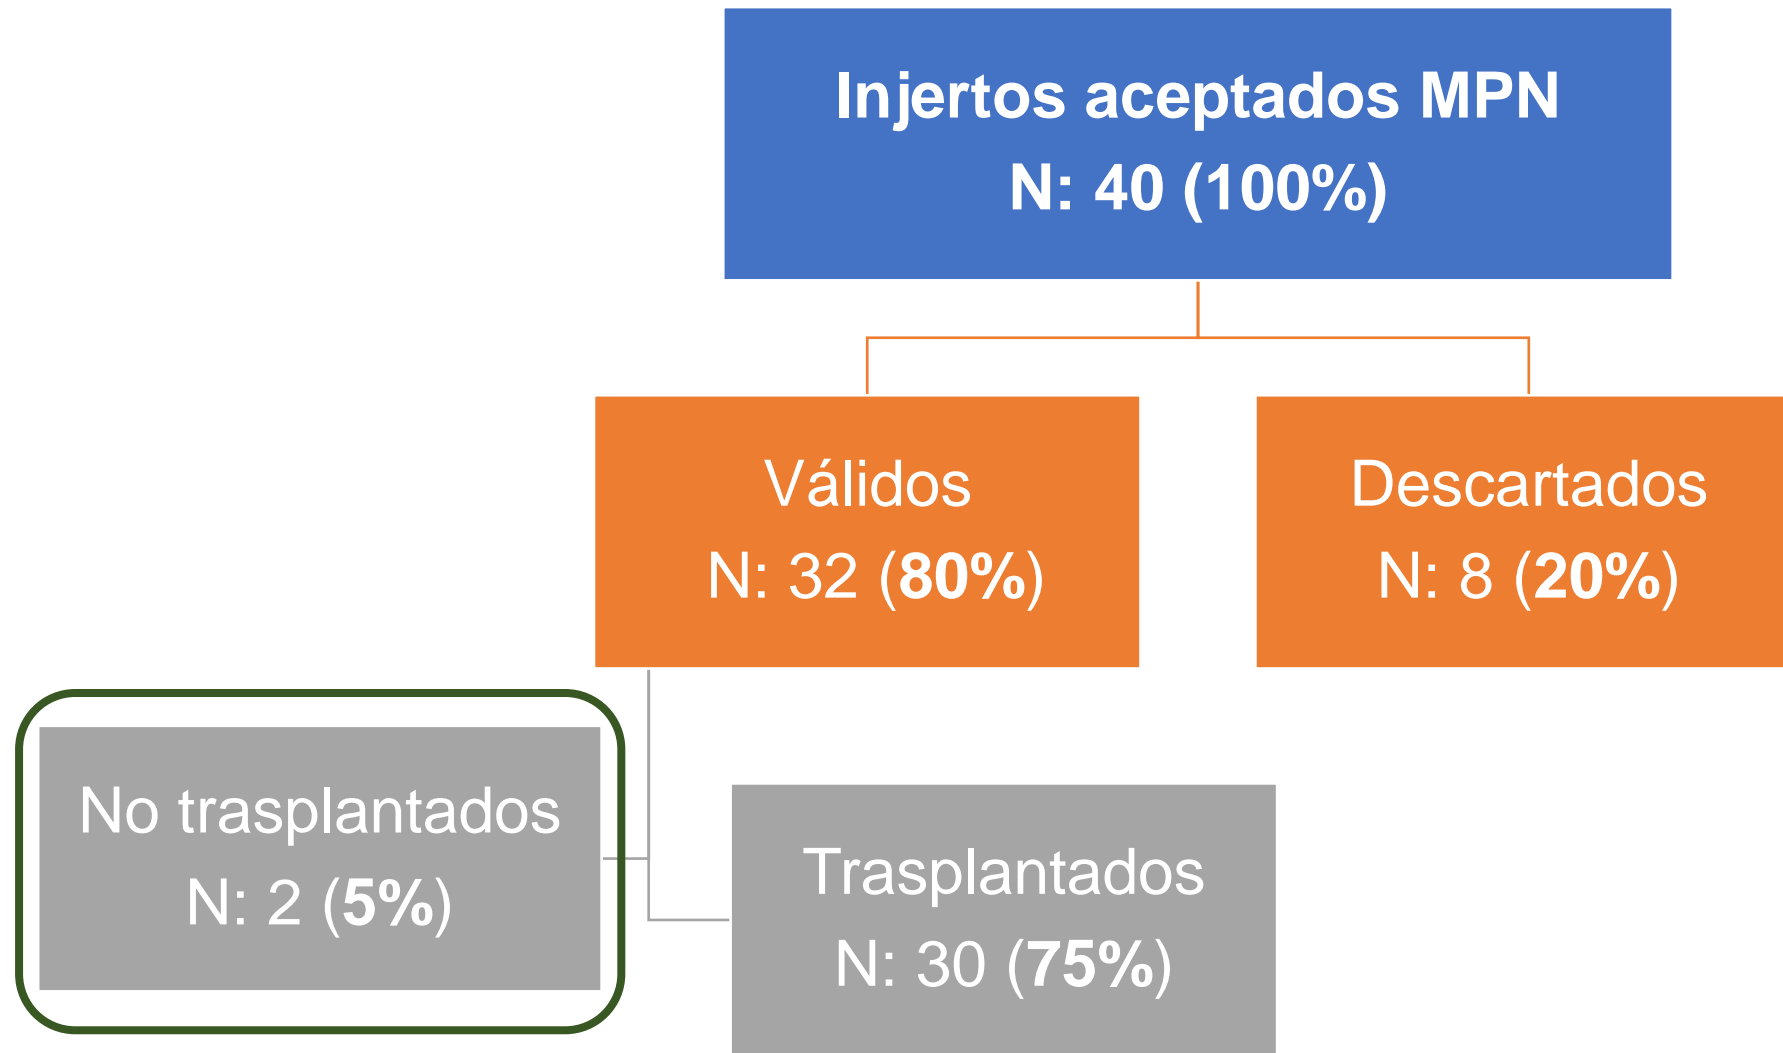 Injertos aceptados MPN
N: 40 (100%)
Válidos
N: 32 (80%)
Descartados
N: 8 (20%)
No trasplantados
N: 2 (5%)
Trasplantados
N: 30 (75%)